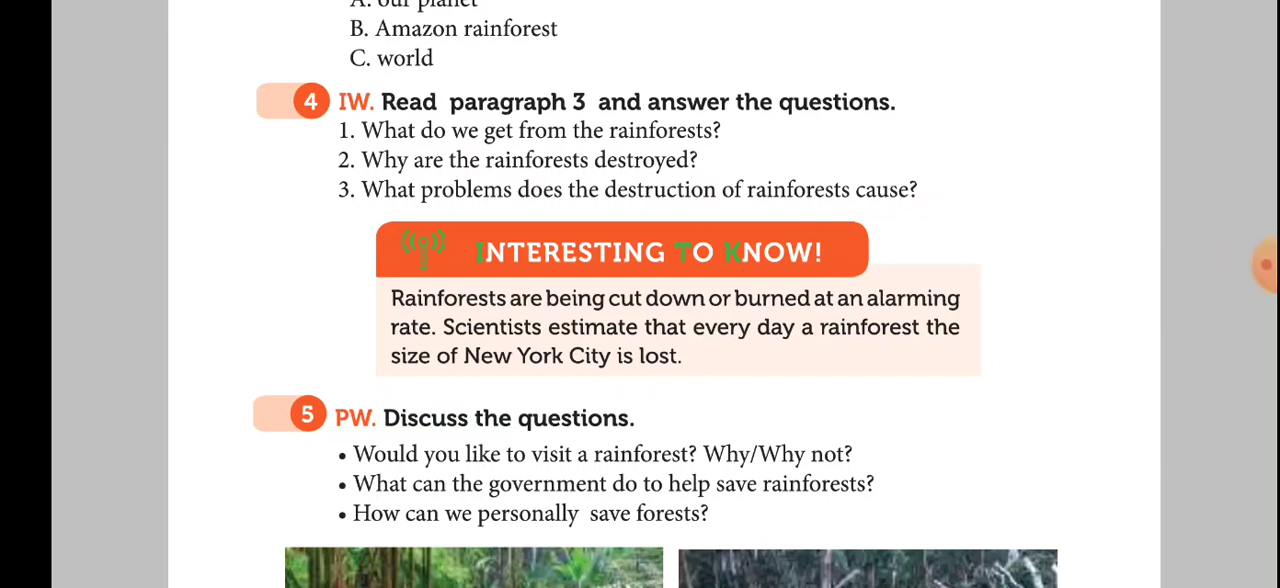 A. our planet
B. Amazon rainforest
C. world
4 IW. Read paragraph 3 and answer the questions.
1. What do we get from the rainforests?
2. Why are the rainforests destroyed?
3. What problems does the destruction of rainforests cause?
INTERESTING TO KNOW!
Rainforests are being cut down or burned at an alarming
rate. Scientists estimate that every day a rainforest the
size of New York City is lost.
5 PW. Discuss the questions.
• Would you like to visit a rainforest? Why/Why not?
• What can the government do to help save rainforests?
• How can we personally save forests?